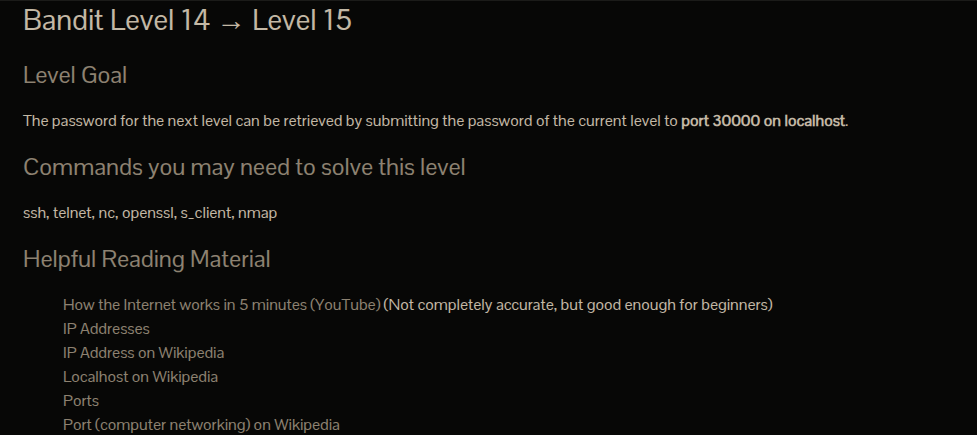 Bandit Level 14 → Level 15
Level Goal
The password for the next level can be retrieved by submitting the password of the current level to port 30000 on localhost.
Commands you may need to solve this level
ssh, telnet, nc, openssl, s_client, nmap
Helpful Reading Material
How the Internet works in 5 minutes (YouTube) (Not completely accurate, but good enough for beginners)
IP Addresses
IP Address on Wikipedia
Localhost on Wikipedia
Ports
Port (computer networking) on Wikipedia